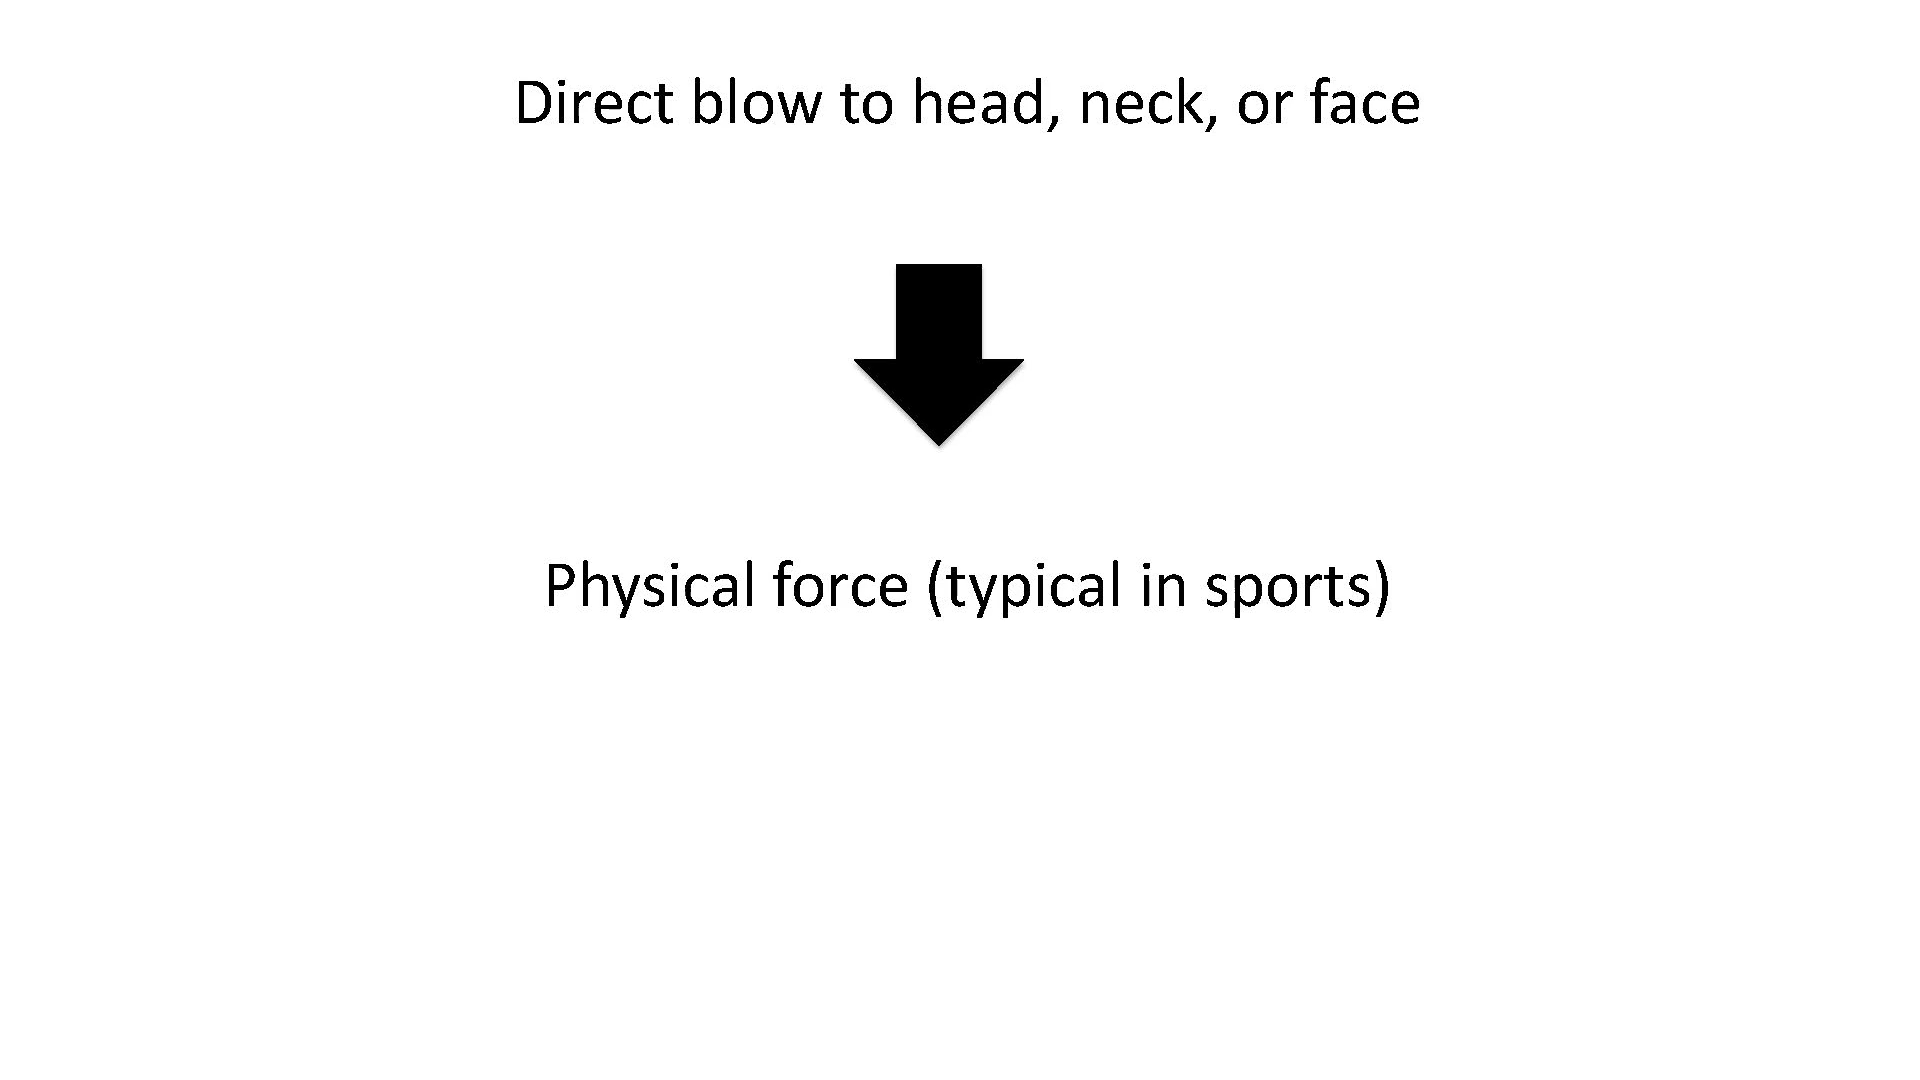 Direct blow to head, neck, or face
Physical force (typical in sports)